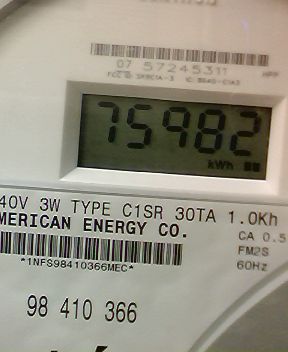 07 57245311
75982
kWh
40V 3W TYPE C1SR 30TA 1.0Kh
MERICAN ENERGY CO.
CA 0.5
FM2S
60Hz
*1NFS98410366MEC*
98 410 366